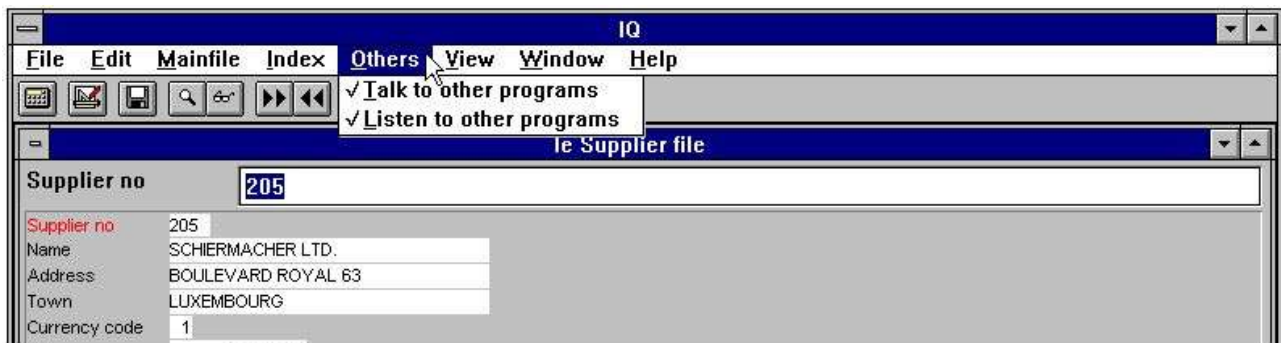 IQ
File Edit Mainfile Index Others View Window Help
√Talk to other programs
√Listen to other programs
le Supplier file
Supplier no 205
Supplier no 205
Name SCHIERMACHER LTD.
Address BOULEVARD ROYAL 63
Town LUXEMBOURG
Currency code 1